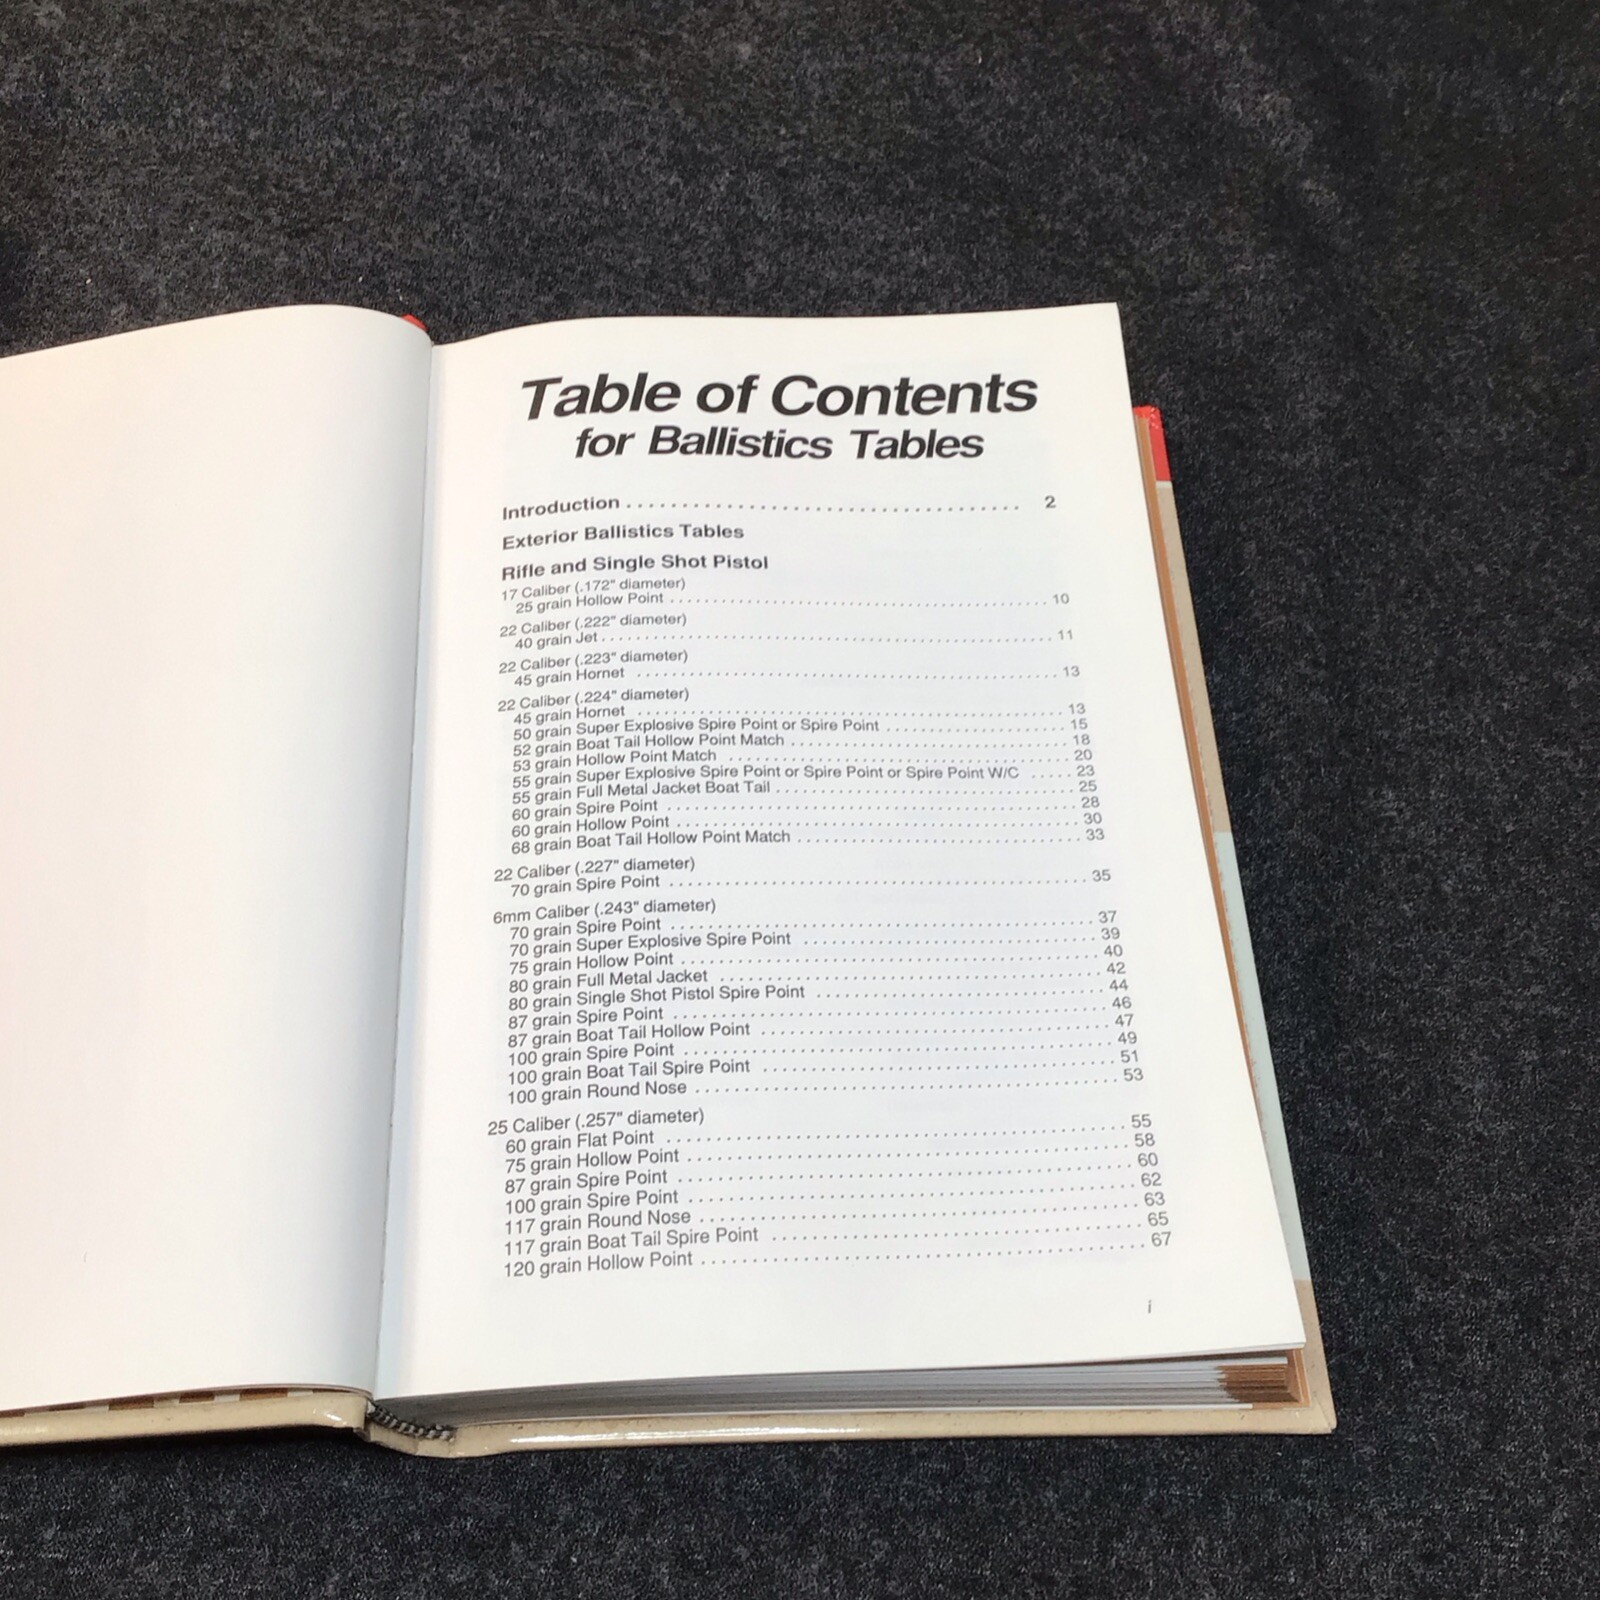 Table of Contents
for Ballistics Tables
Introduction . . . . . . . . . . . . . . . . . . . . . . . . . . . . . . . . . . . 2
Exterior Ballistics Tables
Rifle and Single Shot Pistol
17 Caliber (.172" diameter)
25 grain Hollow Point . . . . . . . . . . . . . . . . . . . . . . . . . . . . . . 10
22 Caliber (.222" diameter)
40 grain Jet . . . . . . . . . . . . . . . . . . . . . . . . . . . . . . 11
22 Caliber (.223" diameter)
45 grain Hornet . . . . . . . . . . . . . . . . . . . . . . . . . . . . . . 13
22 Caliber (.224" diameter)
45 grain Hornet . . . . . . . . . . . . . . . . . . . . . . . . . . . . . . 13
50 grain Super Explosive Spire Point or Spire Point . . . . . . . . . . . . . . . 15
52 grain Boat Tail Hollow Point Match . . . . . . . . . . . . . . . . . . . . 18
53 grain Hollow Point Match . . . . . . . . . . . . . . . . . . . . . . . . . 20
55 grain Super Explosive Spire Point or Spire Point or Spire Point W/C . . . . . 23
55 grain Full Metal Jacket Boat Tail . . . . . . . . . . . . . . . . . . . . . 25
60 grain Spire Point . . . . . . . . . . . . . . . . . . . . . . . . . . . . . . 28
60 grain Hollow Point . . . . . . . . . . . . . . . . . . . . . . . . . . . . . . 30
68 grain Boat Tail Hollow Point Match . . . . . . . . . . . . . . . . . . . . 33
22 Caliber (.227" diameter)
70 grain Spire Point . . . . . . . . . . . . . . . . . . . . . . . . . . . . . . 35
6mm Caliber (.243" diameter)
70 grain Spire Point . . . . . . . . . . . . . . . . . . . . . . . . . . . . . . 37
70 grain Super Explosive Spire Point . . . . . . . . . . . . . . . . . . . . . 39
75 grain Hollow Point . . . . . . . . . . . . . . . . . . . . . . . . . . . . . . 40
80 grain Full Metal Jacket . . . . . . . . . . . . . . . . . . . . . . . . . . 42
80 grain Single Shot Pistol Spire Point . . . . . . . . . . . . . . . . . . . . 44
87 grain Spire Point . . . . . . . . . . . . . . . . . . . . . . . . . . . . . . 46
87 grain Boat Tail Hollow Point . . . . . . . . . . . . . . . . . . . . . . . . 47
100 grain Spire Point . . . . . . . . . . . . . . . . . . . . . . . . . . . . . . 49
100 grain Boat Tail Spire Point . . . . . . . . . . . . . . . . . . . . . . . . 51
100 grain Round Nose . . . . . . . . . . . . . . . . . . . . . . . . . . . . . . 53
25 Caliber (.257" diameter)
60 grain Flat Point . . . . . . . . . . . . . . . . . . . . . . . . . . . . . . 55
75 grain Hollow Point . . . . . . . . . . . . . . . . . . . . . . . . . . . . . . 58
87 grain Spire Point . . . . . . . . . . . . . . . . . . . . . . . . . . . . . . 60
100 grain Spire Point . . . . . . . . . . . . . . . . . . . . . . . . . . . . . . 62
117 grain Round Nose . . . . . . . . . . . . . . . . . . . . . . . . . . . . . . 63
117 grain Boat Tail Spire Point . . . . . . . . . . . . . . . . . . . . . . . . 65
120 grain Hollow Point . . . . . . . . . . . . . . . . . . . . . . . . . . . . . . 67
i